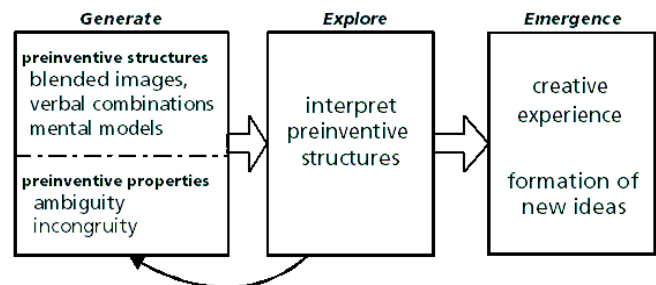 Generate
preinventive structures
blended images,
verbal combinations
mental models
preinventive properties
ambiguity
incongruity
Explore
interpret
preinventive
structures
Emergence
creative
experience
formation of
new ideas